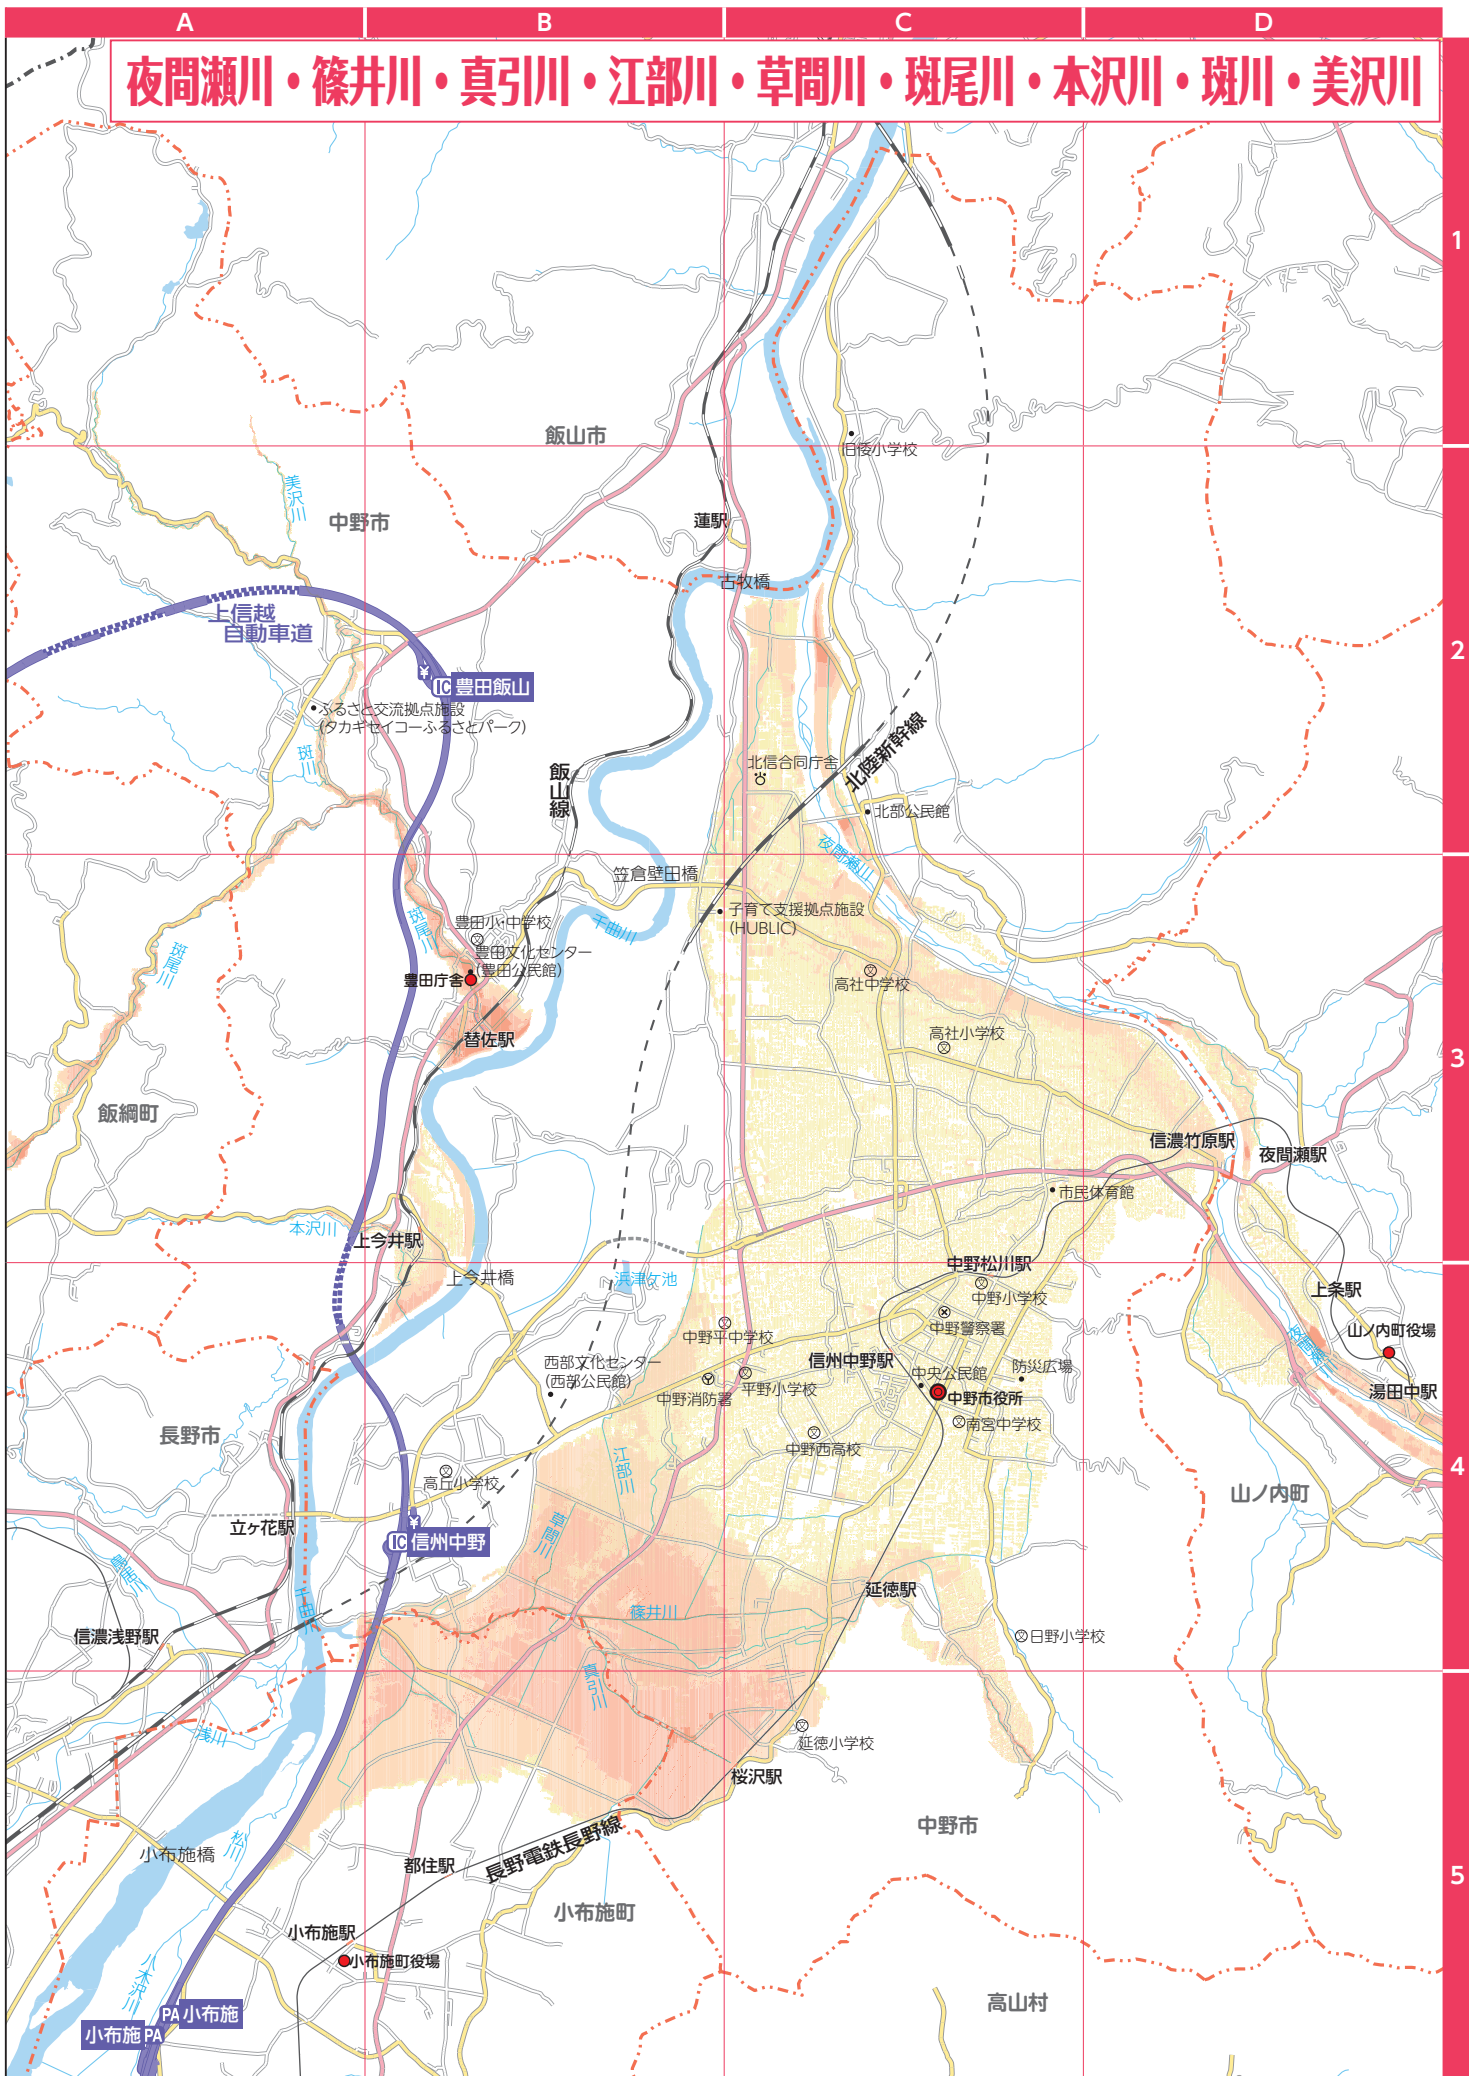 A
B
C
D
夜間瀬川・篠井川・真引川・江部川・草間川・斑尾川・本沢川・斑川・美沢川
1
飯山市
旧倭小学校
美沢川
中野市
蓮駅
古牧橋
上信越
自動車道
2
IC 豊田飯山
ふるさと交流拠点施設
(タカギセイコーふるさとパーク)
斑川
北陸新幹線
北信合同庁舎
飯山線
北部公民館
夜間瀬川
笠倉壁田橋
子育て支援拠点施設
(HUBLIC)
斑尾川
豊田小・中学校
千曲川
豊田文化センター
(豊田公民館)
斑尾川
豊田庁舎
高社中学校
高社小学校
替佐駅
3
飯綱町
信濃竹原駅
夜間瀬駅
市民体育館
本沢川
上今井駅
中野松川駅
上今井橋
浜津ケ池
上条駅
中野小学校
中野警察署
中野平中学校
山ノ内町役場
夜間瀬川
西部文化センター
(西部公民館)
信州中野駅
中央公民館
防災広場
平野小学校
中野消防署
中野市役所
湯田中駅
南宮中学校
長野市
中野西高校
4
江部川
高丘小学校
山ノ内町
草間川
立ケ花駅
IC 信州中野
鳥居川
延徳駅
千曲川
篠井川
信濃浅野駅
日野小学校
真引川
浅川
延徳小学校
桜沢駅
中野市
長野電鉄長野線
松川
小布施橋
都住駅
5
小布施町
小布施駅
小布施町役場
八木沢川
高山村
PA 小布施
小布施 PA